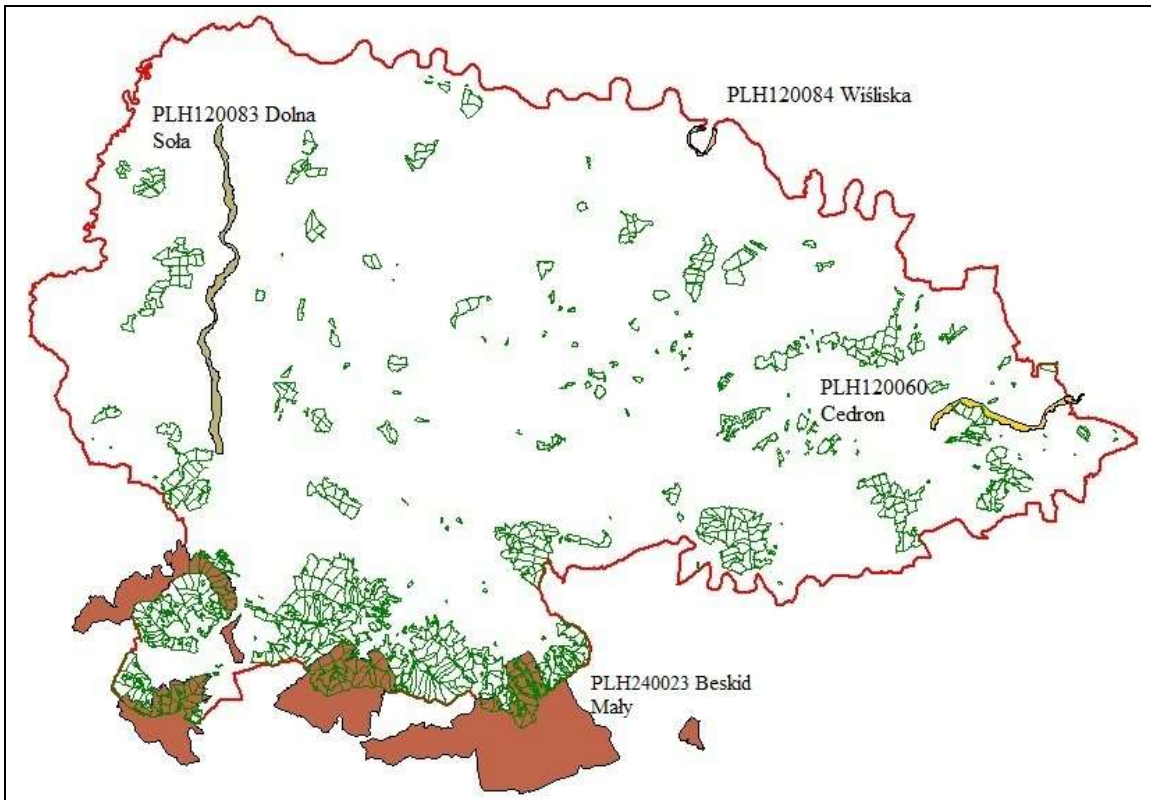 PLH120084 Wiśliska
PLH120083 Dolna
Soła
PLH120060
Cedron
PLH240023 Beskid
Mały